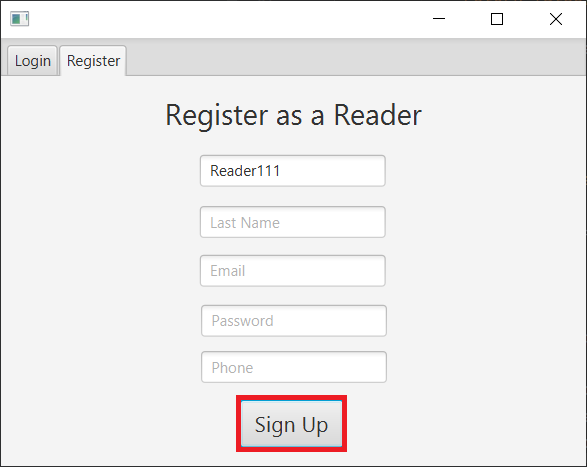 Login Register
Register as a Reader
Reader111
Last Name
Email
Password
Phone
Sign Up